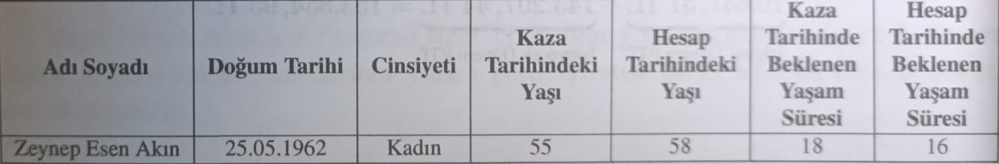 Adı Soyadı
Doğum Tarihi
Cinsiyeti
Kaza
Tarihindeki
Yaşı
Hesap
Tarihindeki
Yaşı
Kaza
Tarihinde
Beklenen
Yaşam
Süresi
Hesap
Tarihinde
Beklenen
Yaşam
Süresi
Zeynep Esen Akın 25.05.1962 Kadın 55 58 18 16